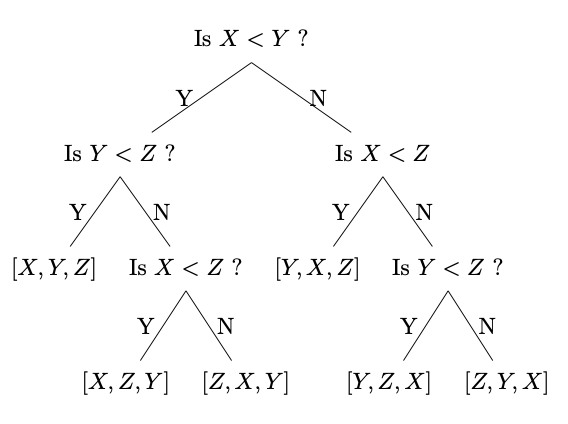 Is X < Y ?
Y N
Is Y < Z ? Is X < Z
Y N Y N
[X, Y, Z] Is X < Z ? [Y, X, Z] Is Y < Z ?
Y N Y N
[X, Z, Y] [Z, X, Y] [Y, Z, X] [Z, Y, X]